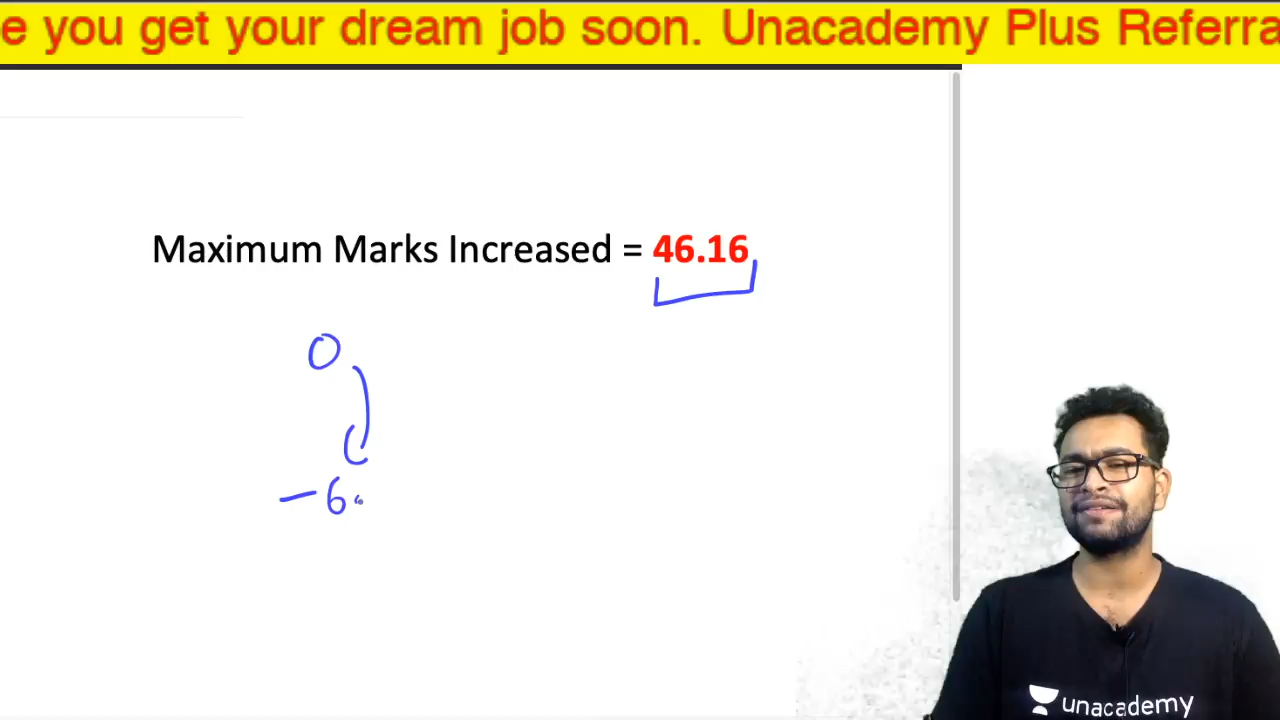 e you get your dream job soon. Unacademy Plus Referra
Maximum Marks Increased = 46.16
0
-6.
unacademy